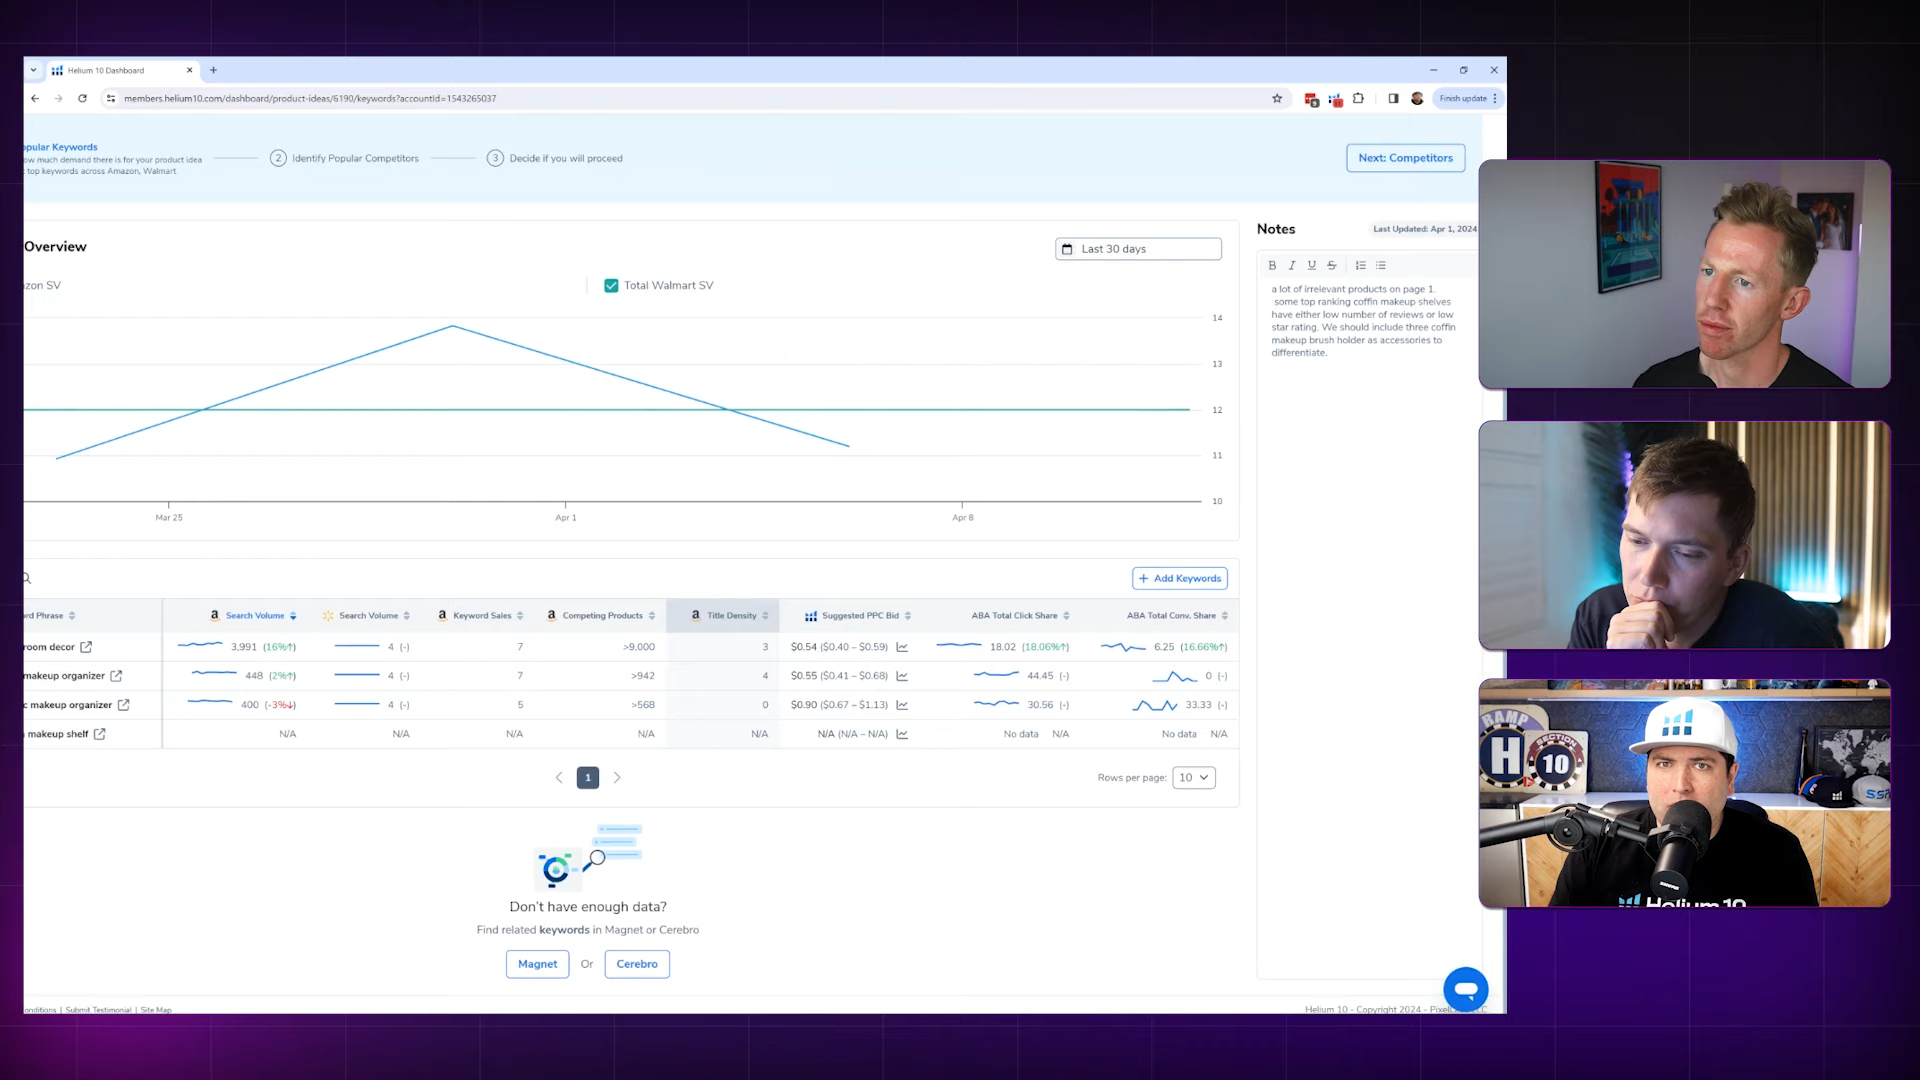 Helium 10 Dashboard
members.helium10.com/dashboard/product-ideas/6190/keywords?accountId=1543265037
Finish update
opular Keywords
ow much demand there is for your product idea
t top keywords across Amazon, Walmart
2 Identify Popular Competitors
3 Decide if you will proceed
Next: Competitors
Overview
Last 30 days
zon SV
Total Walmart SV
14
13
12
11
10
Mar 25
Apr 1
Apr 8
Notes
Last Updated: Apr 1, 2024
B I U S
a lot of irrelevant products on page 1.
some top ranking coffin makeup shelves
have either low number of reviews or low
star rating. We should include three coffin
makeup brush holder as accessories to
differentiate.
+ Add Keywords
rd Phrase a Search Volume Search Volume a Keyword Sales a Competing Products a Title Density Suggested PPC Bid ABA Total Click Share ABA Total Conv. Share
room decor 3,991 (16%↑) 4 (-) 7 >9,000 3 $0.54 ($0.40 – $0.59) 18.02 (18.06%↑) 6.25 (16.66%↑)
makeup organizer 448 (2%↑) 4 (-) 7 >942 4 $0.55 ($0.41 – $0.68) 44.45 (-) 0 (-)
c makeup organizer 400 (-3%↓) 4 (-) 5 >568 0 $0.90 ($0.67 – $1.13) 30.56 (-) 33.33 (-)
makeup shelf N/A N/A N/A N/A N/A N/A (N/A – N/A) No data N/A No data N/A
1
Rows per page: 10
Don't have enough data?
Find related keywords in Magnet or Cerebro
Magnet Or Cerebro
onditions | Submit Testimonial | Site Map
Helium 10 - Copyright 2024 -
RAMP
H
SECTION
10
Helium 10